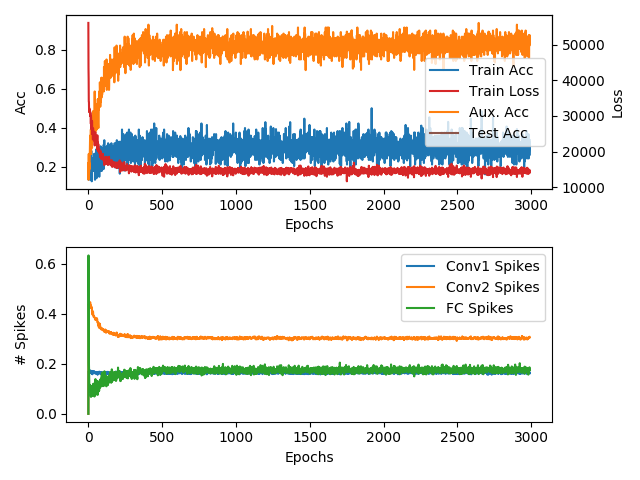 0.8
0.6
0.4
0.2
Acc
50000
40000
30000
20000
10000
Loss
Train Acc
Train Loss
Aux. Acc
Test Acc
0 500 1000 1500 2000 2500 3000
Epochs
0.6
0.4
0.2
0.0
# Spikes
Conv1 Spikes
Conv2 Spikes
FC Spikes
0 500 1000 1500 2000 2500 3000
Epochs